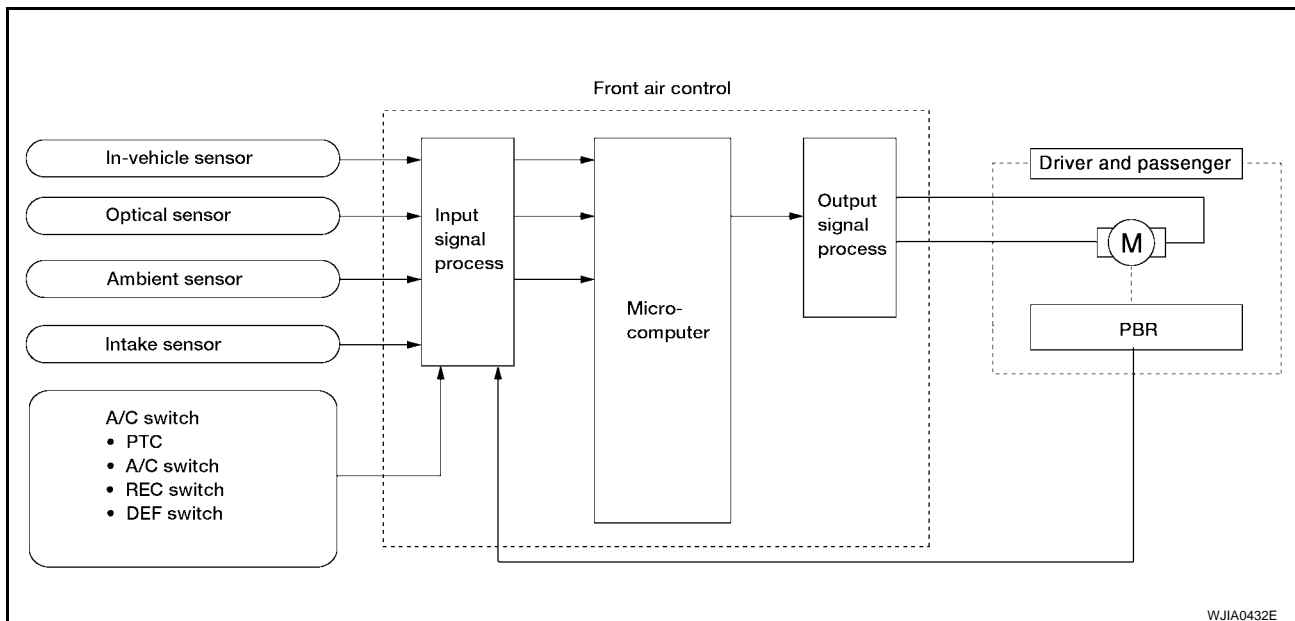 Front air control
In-vehicle sensor
Optical sensor
Ambient sensor
Intake sensor
A/C switch
• PTC
• A/C switch
• REC switch
• DEF switch
Input
signal
process
Micro-
computer
Output
signal
process
Driver and passenger
M
PBR
WJIA0432E